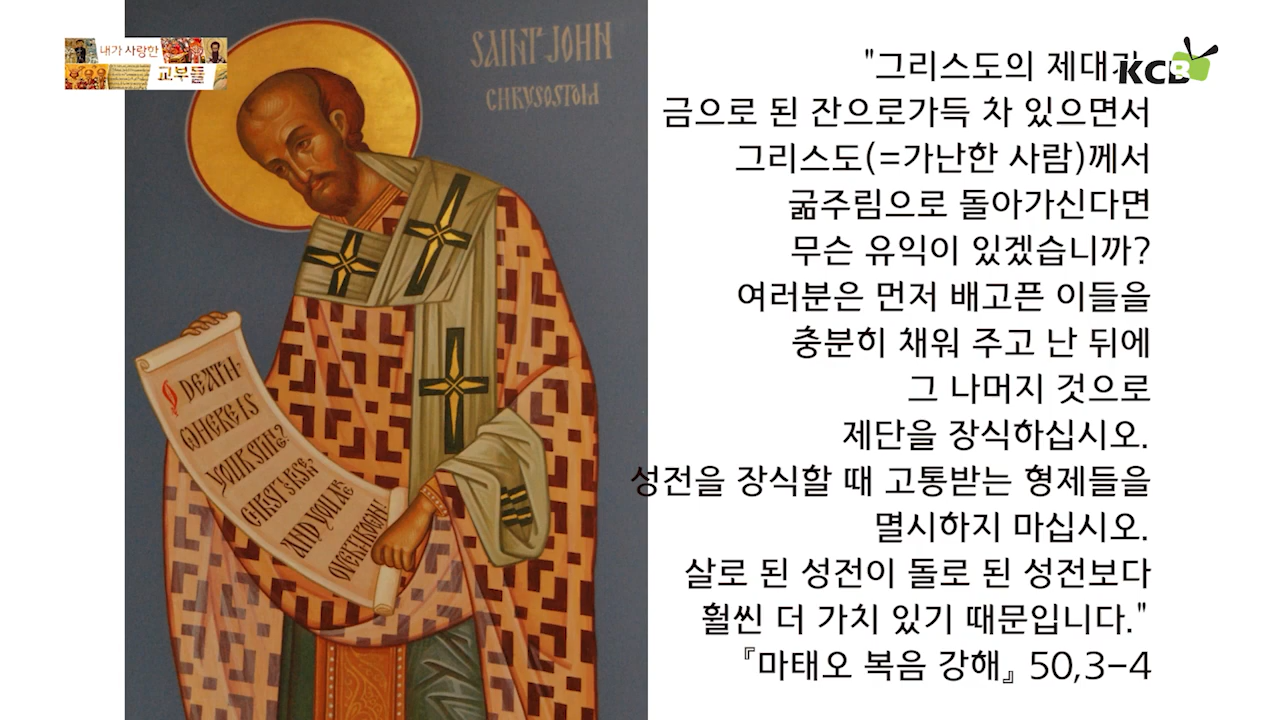 내가 사랑한
교부들
SAINT JOHN
CHRYSOSTOM
O DEATH
WHERE IS
YOUR STING?
CHRIST IS RISEN,
AND YOU ARE
OVERTHROWN!
"그리스도의 제대가
KCB
금으로 된 잔으로가득 차 있으면서
그리스도(=가난한 사람)께서
굶주림으로 돌아가신다면
무슨 유익이 있겠습니까?
여러분은 먼저 배고픈 이들을
충분히 채워 주고 난 뒤에
그 나머지 것으로
제단을 장식하십시오.
성전을 장식할 때 고통받는 형제들을
멸시하지 마십시오.
살로 된 성전이 돌로 된 성전보다
훨씬 더 가치 있기 때문입니다."
『마태오 복음 강해』 50,3-4